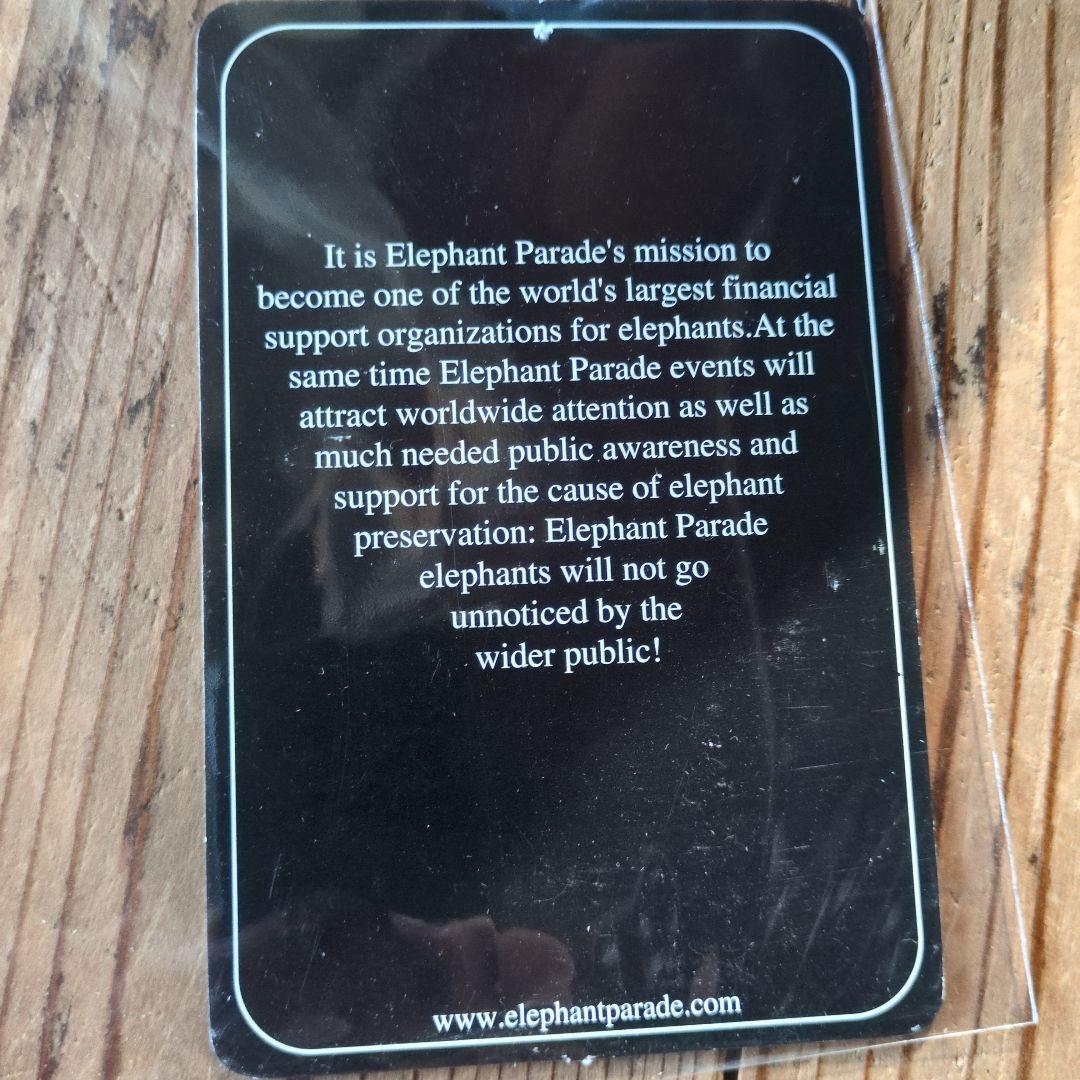 It is Elephant Parade's mission to
become one of the world's largest financial
support organizations for elephants.At the
same time Elephant Parade events will
attract worldwide attention as well as
much needed public awareness and
support for the cause of elephant
preservation: Elephant Parade
elephants will not go
unnoticed by the
wider public!
www.elephantparade.com